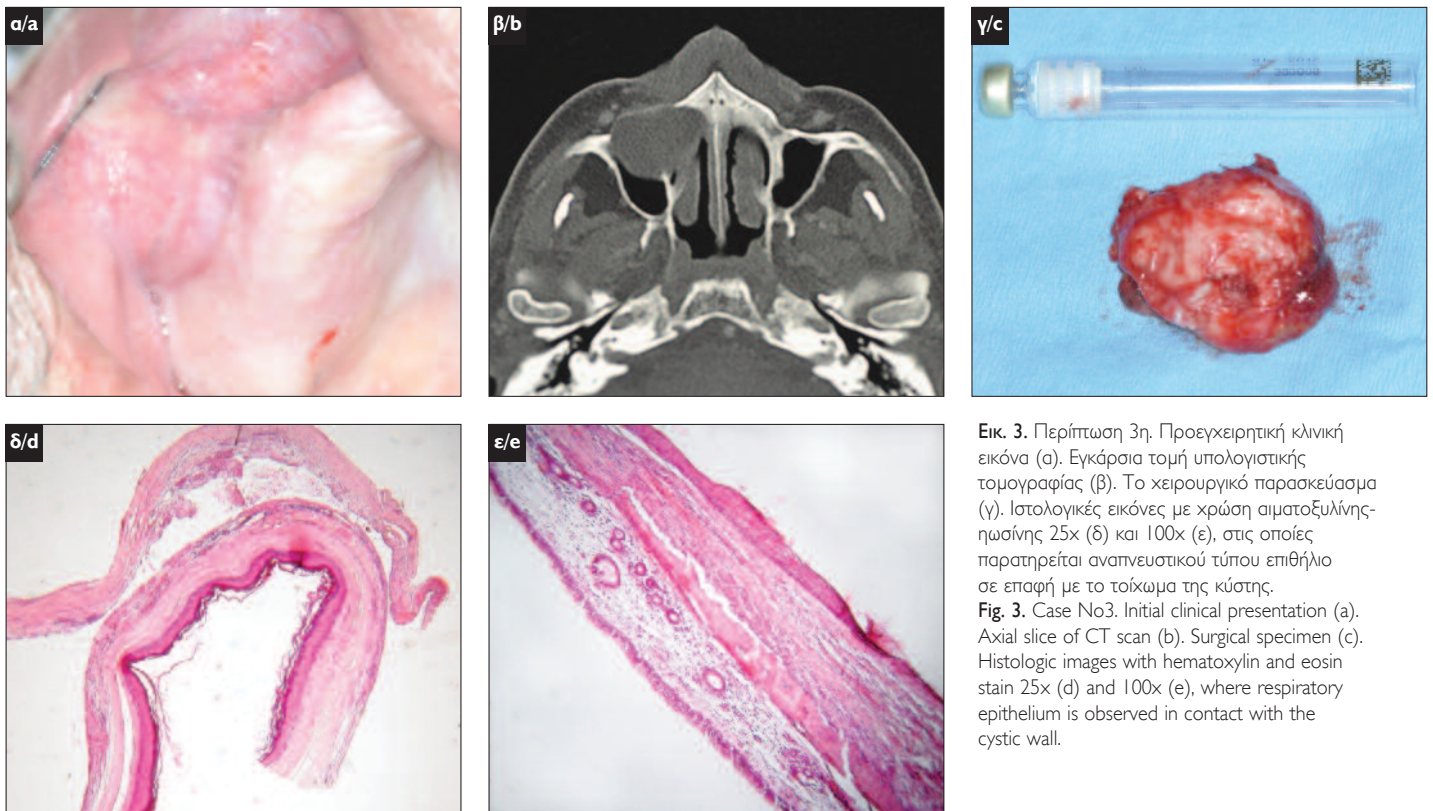 α/a
β/b
γ/c
δ/d
ε/e
Εικ. 3. Περίπτωση 3η. Προεγχειρητική κλινική
εικόνα (α). Εγκάρσια τομή υπολογιστικής
τομογραφίας (β). Το χειρουργικό παρασκεύασμα
(γ). Ιστολογικές εικόνες με χρώση αιματοξυλίνης-
ηωσίνης 25x (δ) και 100x (ε), στις οποίες
παρατηρείται αναπνευστικού τύπου επιθήλιο
σε επαφή με το τοίχωμα της κύστης.
Fig. 3. Case No3. Initial clinical presentation (a).
Axial slice of CT scan (b). Surgical specimen (c).
Histologic images with hematoxylin and eosin
stain 25x (d) and 100x (e), where respiratory
epithelium is observed in contact with the
cystic wall.